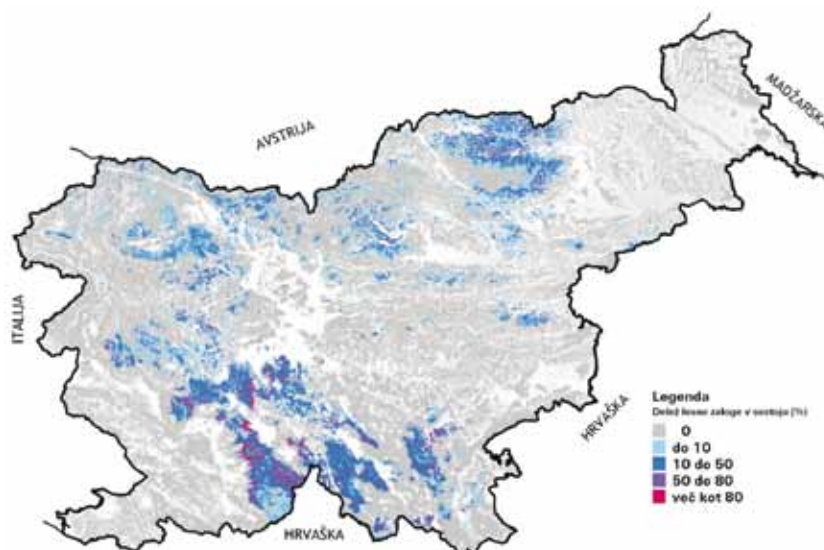 AVSTRIJA
MADŽARSKA
ITALIJA
HRVAŠKA
HRVAŠKA
Legenda
Delež lesne zaloge v sestoju (%)
0
do 10
10 do 50
50 do 80
več kot 80